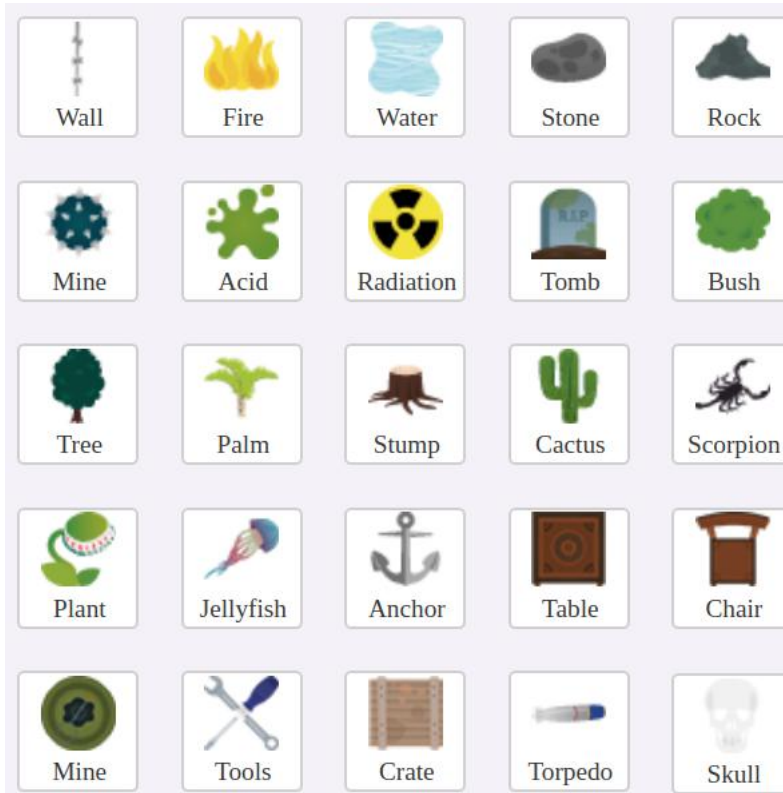 Wall Fire Water Stone Rock
RIP
Mine Acid Radiation Tomb Bush
Tree Palm Stump Cactus Scorpion
Plant Jellyfish Anchor Table Chair
Mine Tools Crate Torpedo Skull